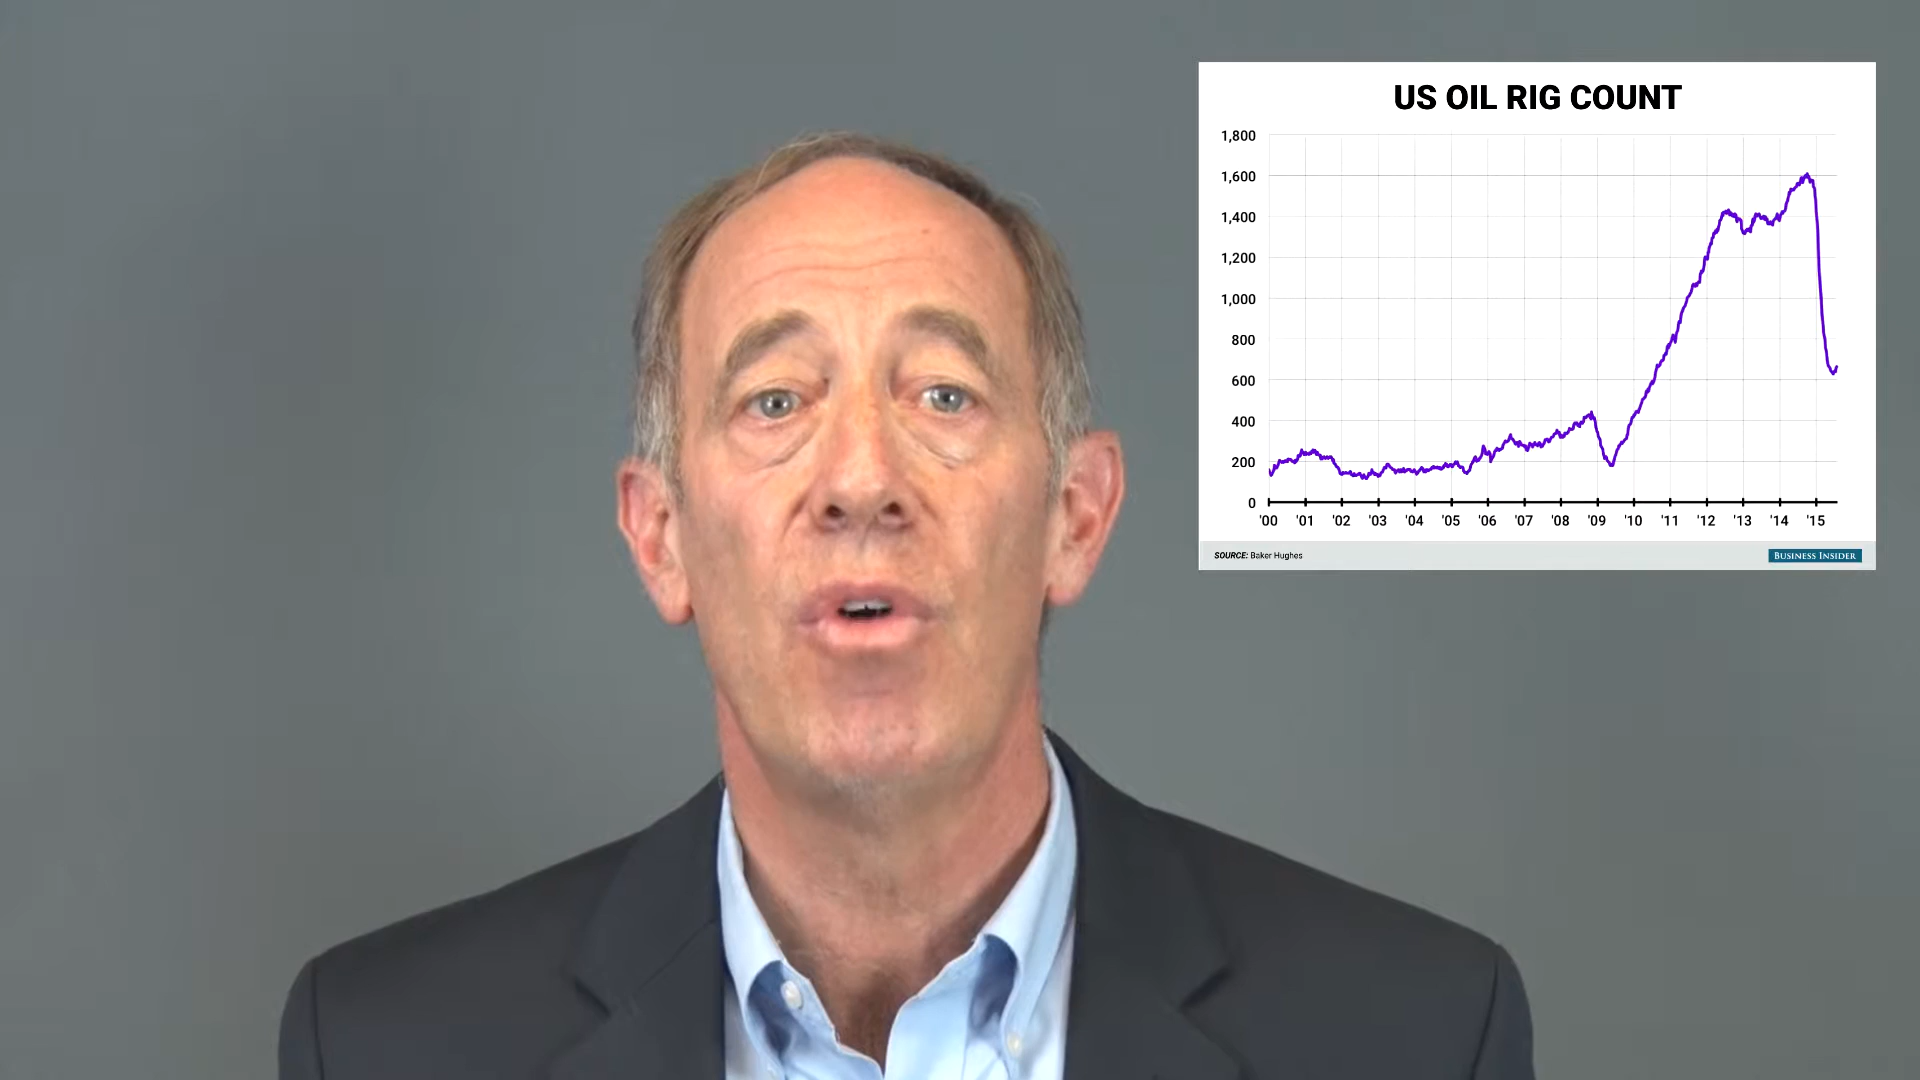 US OIL RIG COUNT
1,800
1,600
1,400
1,200
1,000
800
600
400
200
0
'00 '01 '02 '03 '04 '05 '06 '07 '08 '09 '10 '11 '12 '13 '14 '15
SOURCE: Baker Hughes
BUSINESS INSIDER